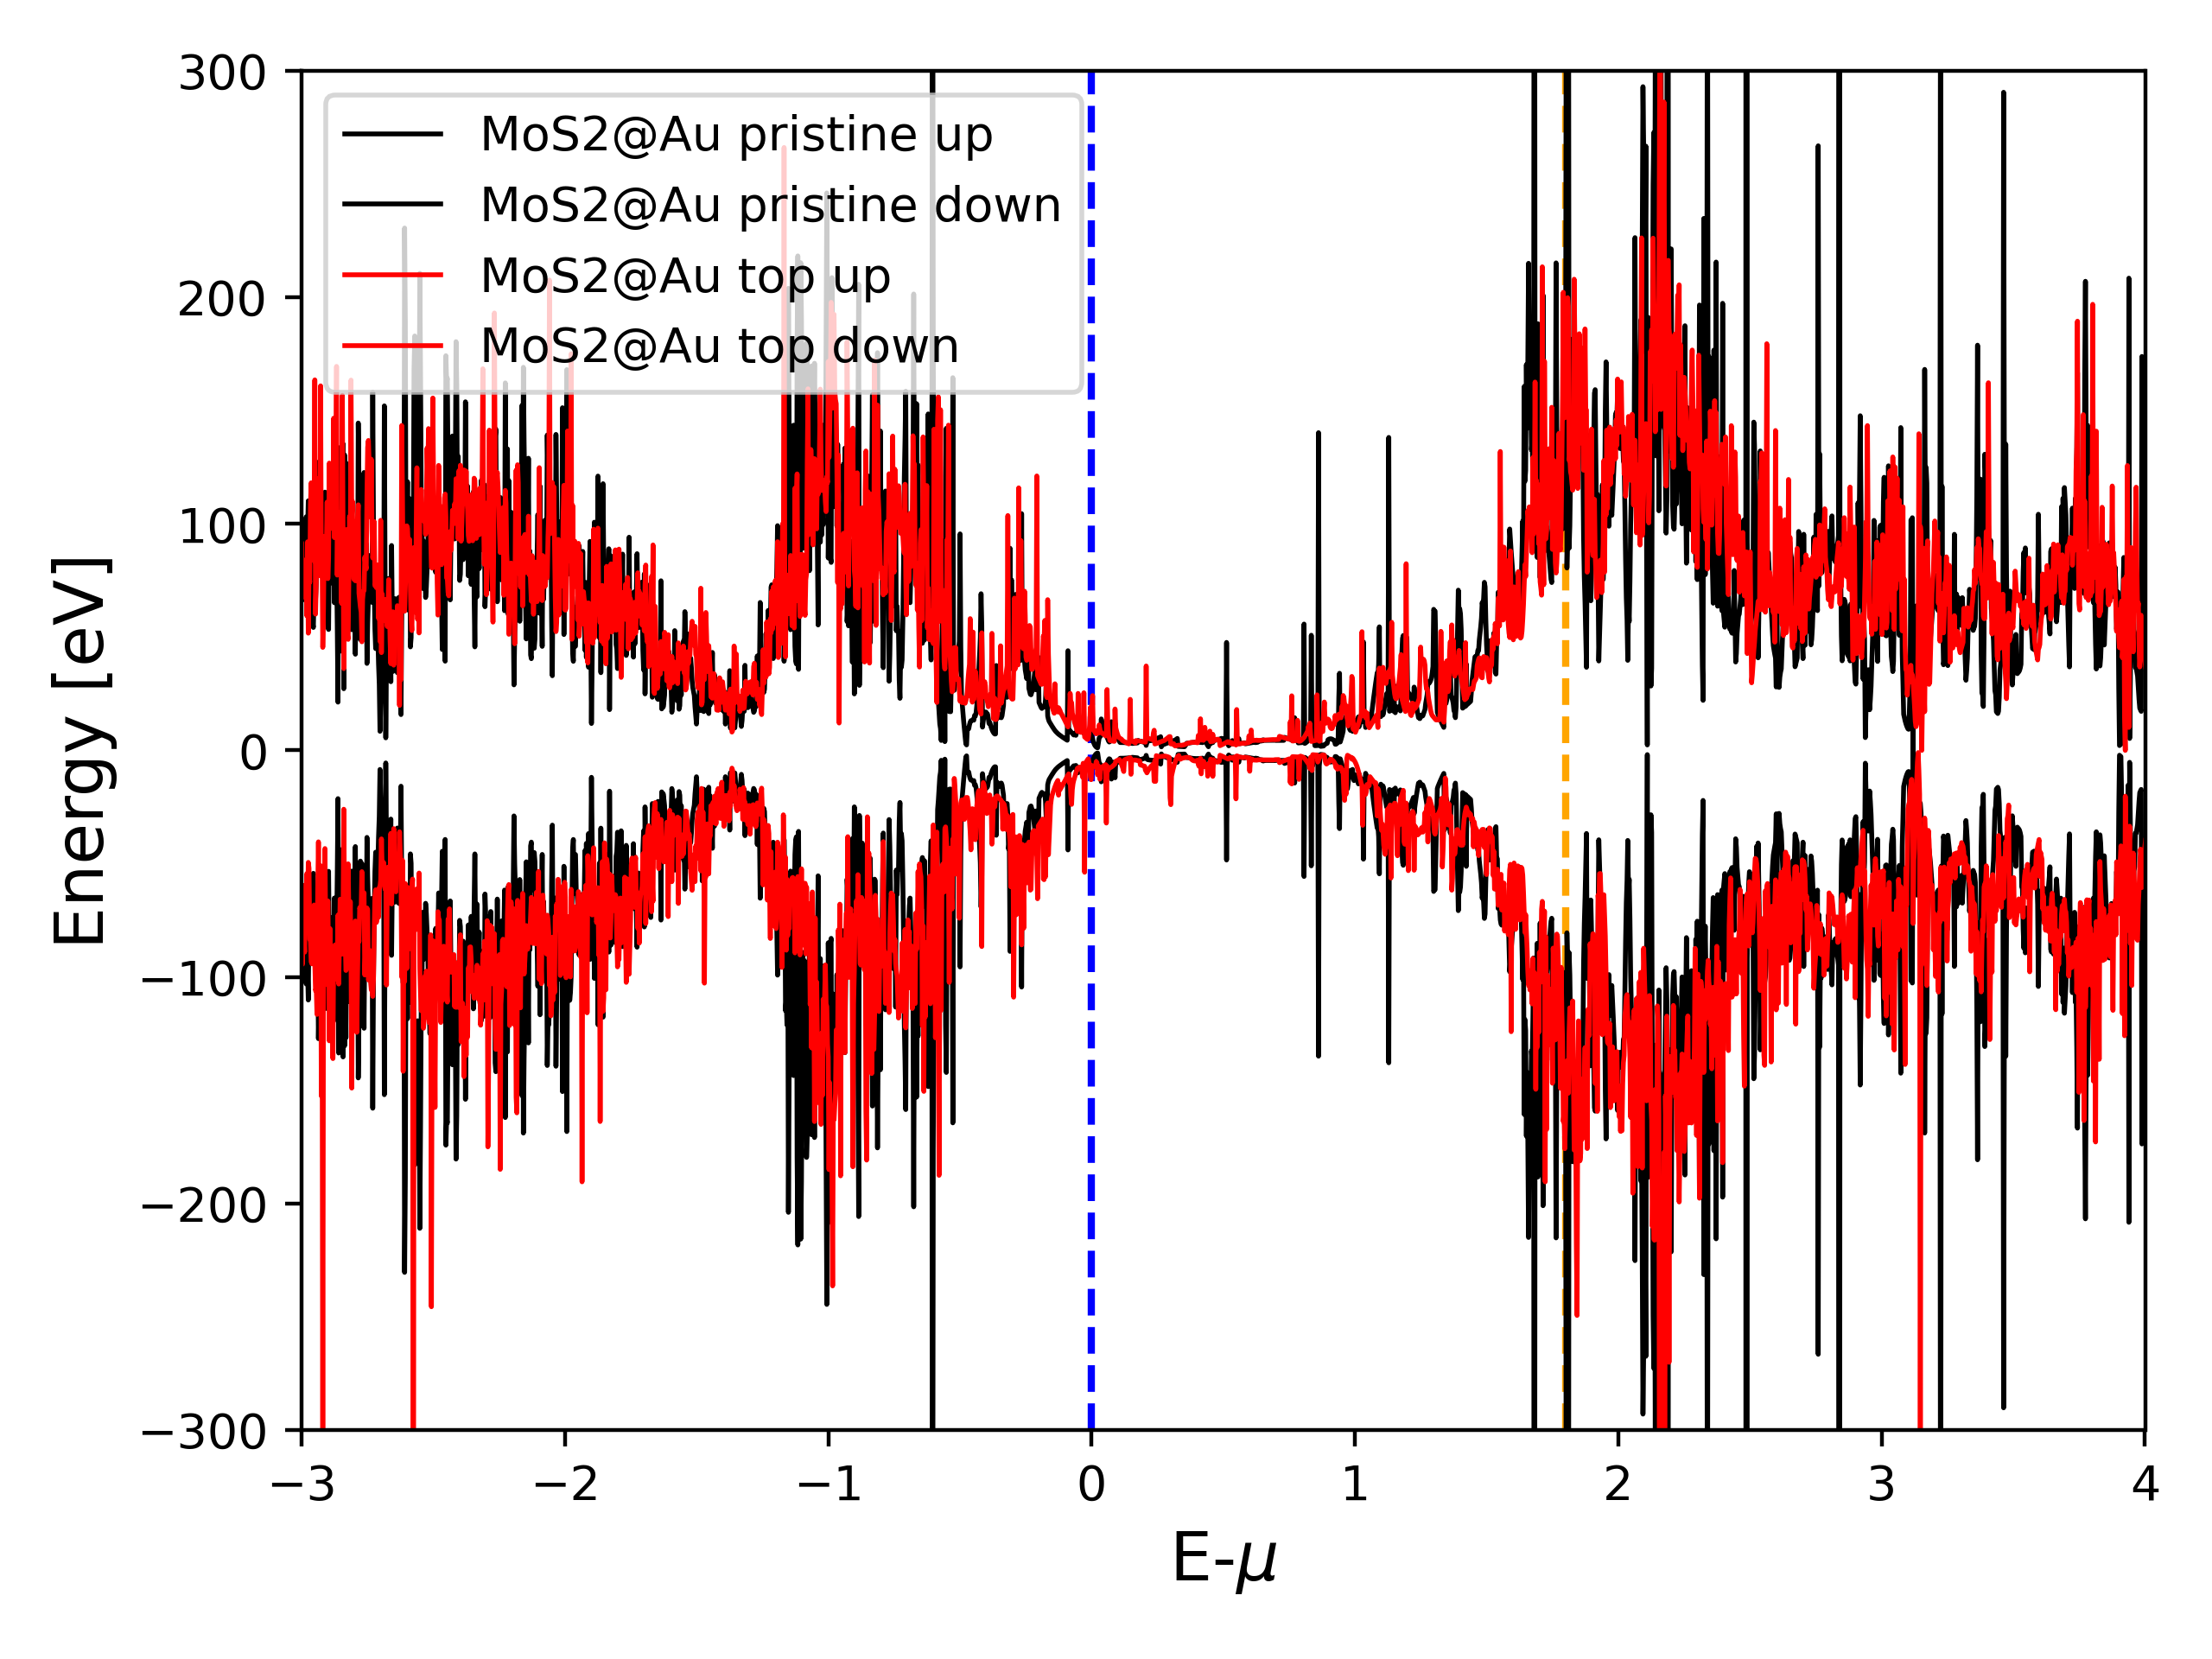 300
200
100
0
−100
−200
−300
Energy [eV]
MoS2@Au pristine up
MoS2@Au pristine down
MoS2@Au top up
MoS2@Au top down
−3 −2 −1 0 1 2 3 4
E-μ